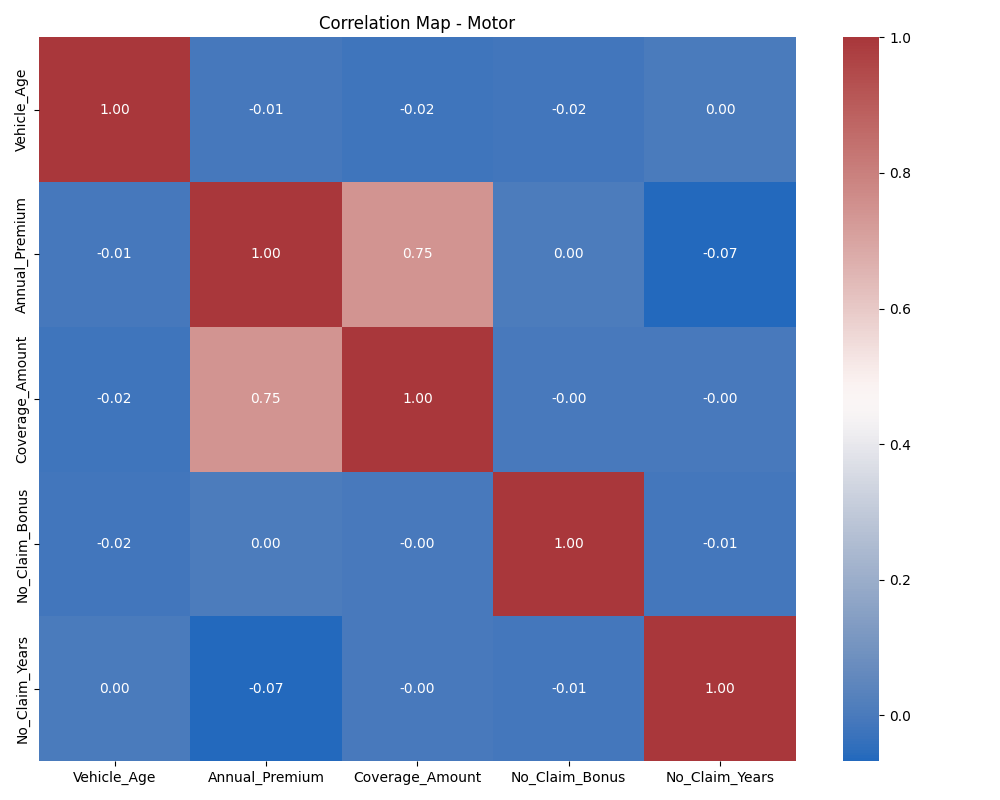 Correlation Map - Motor
Vehicle_Age
1.00 -0.01 -0.02 -0.02 0.00
Annual_Premium
-0.01 1.00 0.75 0.00 -0.07
Coverage_Amount
-0.02 0.75 1.00 -0.00 -0.00
No_Claim_Bonus
-0.02 0.00 -0.00 1.00 -0.01
No_Claim_Years
0.00 -0.07 -0.00 -0.01 1.00
Vehicle_Age Annual_Premium Coverage_Amount No_Claim_Bonus No_Claim_Years
1.0
0.8
0.6
0.4
0.2
0.0